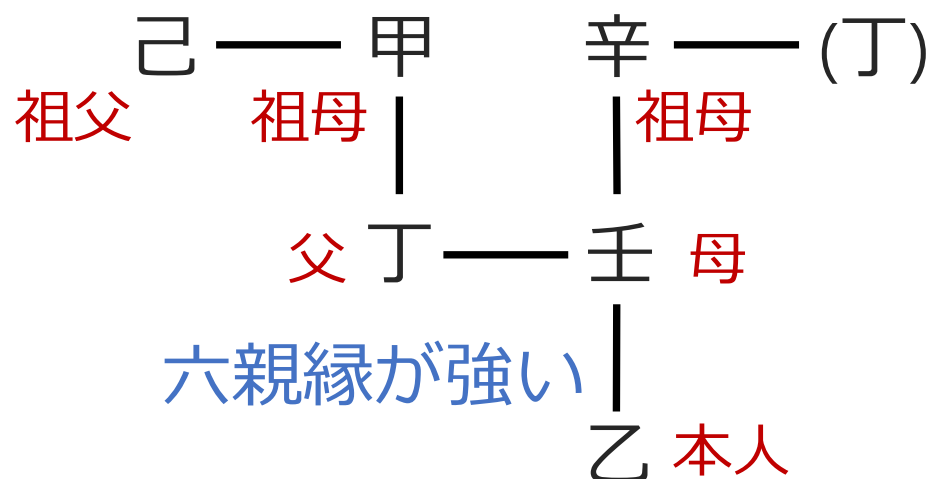 己 甲 辛 (丁)
祖父 祖母 祖母
父 丁 壬 母
六親縁が強い
乙 本人